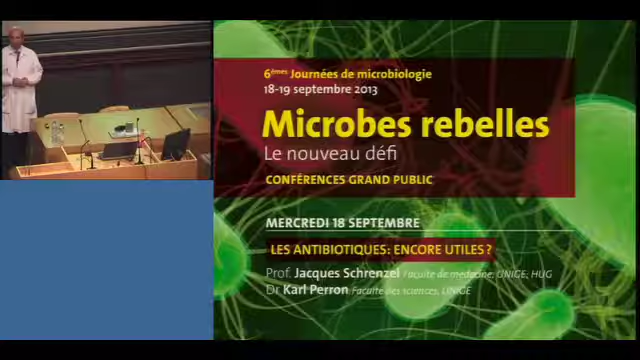 6èmes Journées de microbiologie
18-19 septembre 2013
Microbes rebelles
Le nouveau défi
CONFÉRENCES GRAND PUBLIC
MERCREDI 18 SEPTEMBRE
LES ANTIBIOTIQUES: ENCORE UTILES?
Prof. Jacques Schrenzel Faculté de médecine, UNIGE, HUG
Dr Karl Perron Faculté des sciences, UNIGE